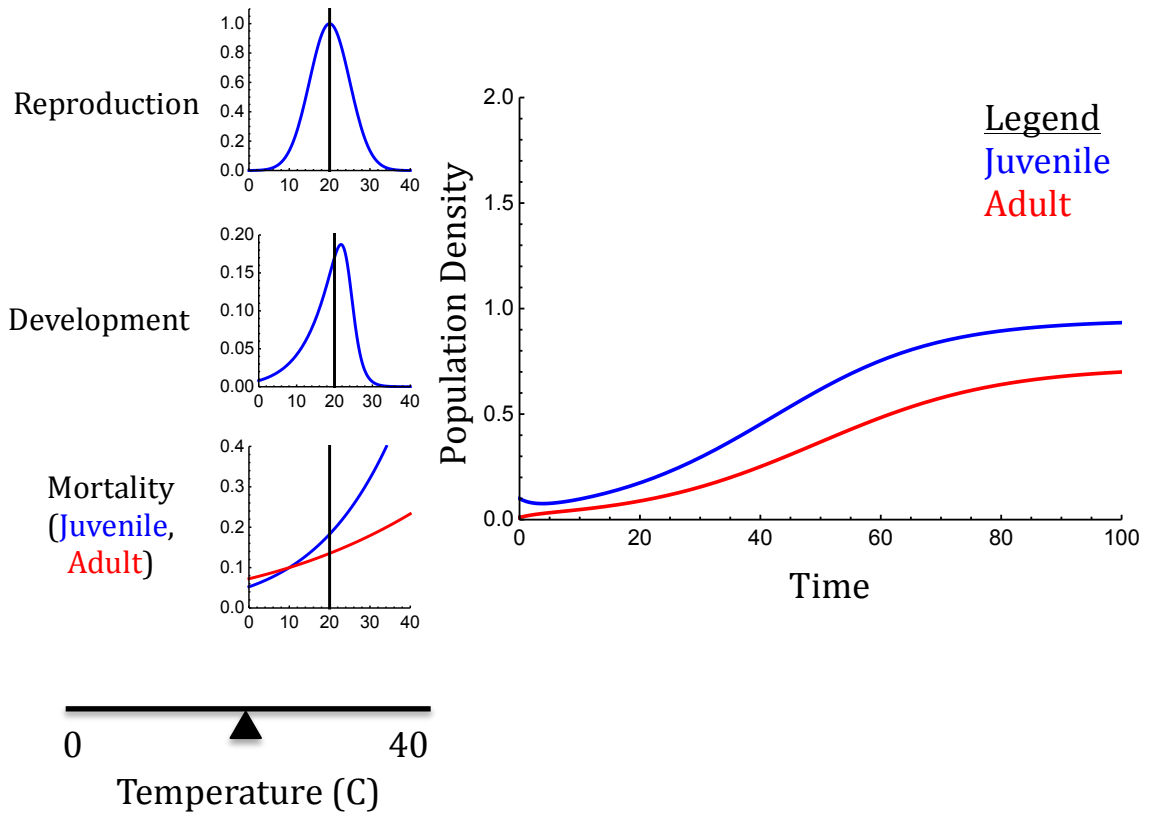 Reproduction
1.0
0.8
0.6
0.4
0.2
0.0
0 10 20 30 40
Development
0.20
0.15
0.10
0.05
0.00
0 10 20 30 40
Mortality
(Juvenile,
Adult)
0.4
0.3
0.2
0.1
0.0
0 10 20 30 40
0 40
Temperature (C)
Population Density
2.0
1.5
1.0
0.5
0.0
0 20 40 60 80 100
Time
Legend
Juvenile
Adult